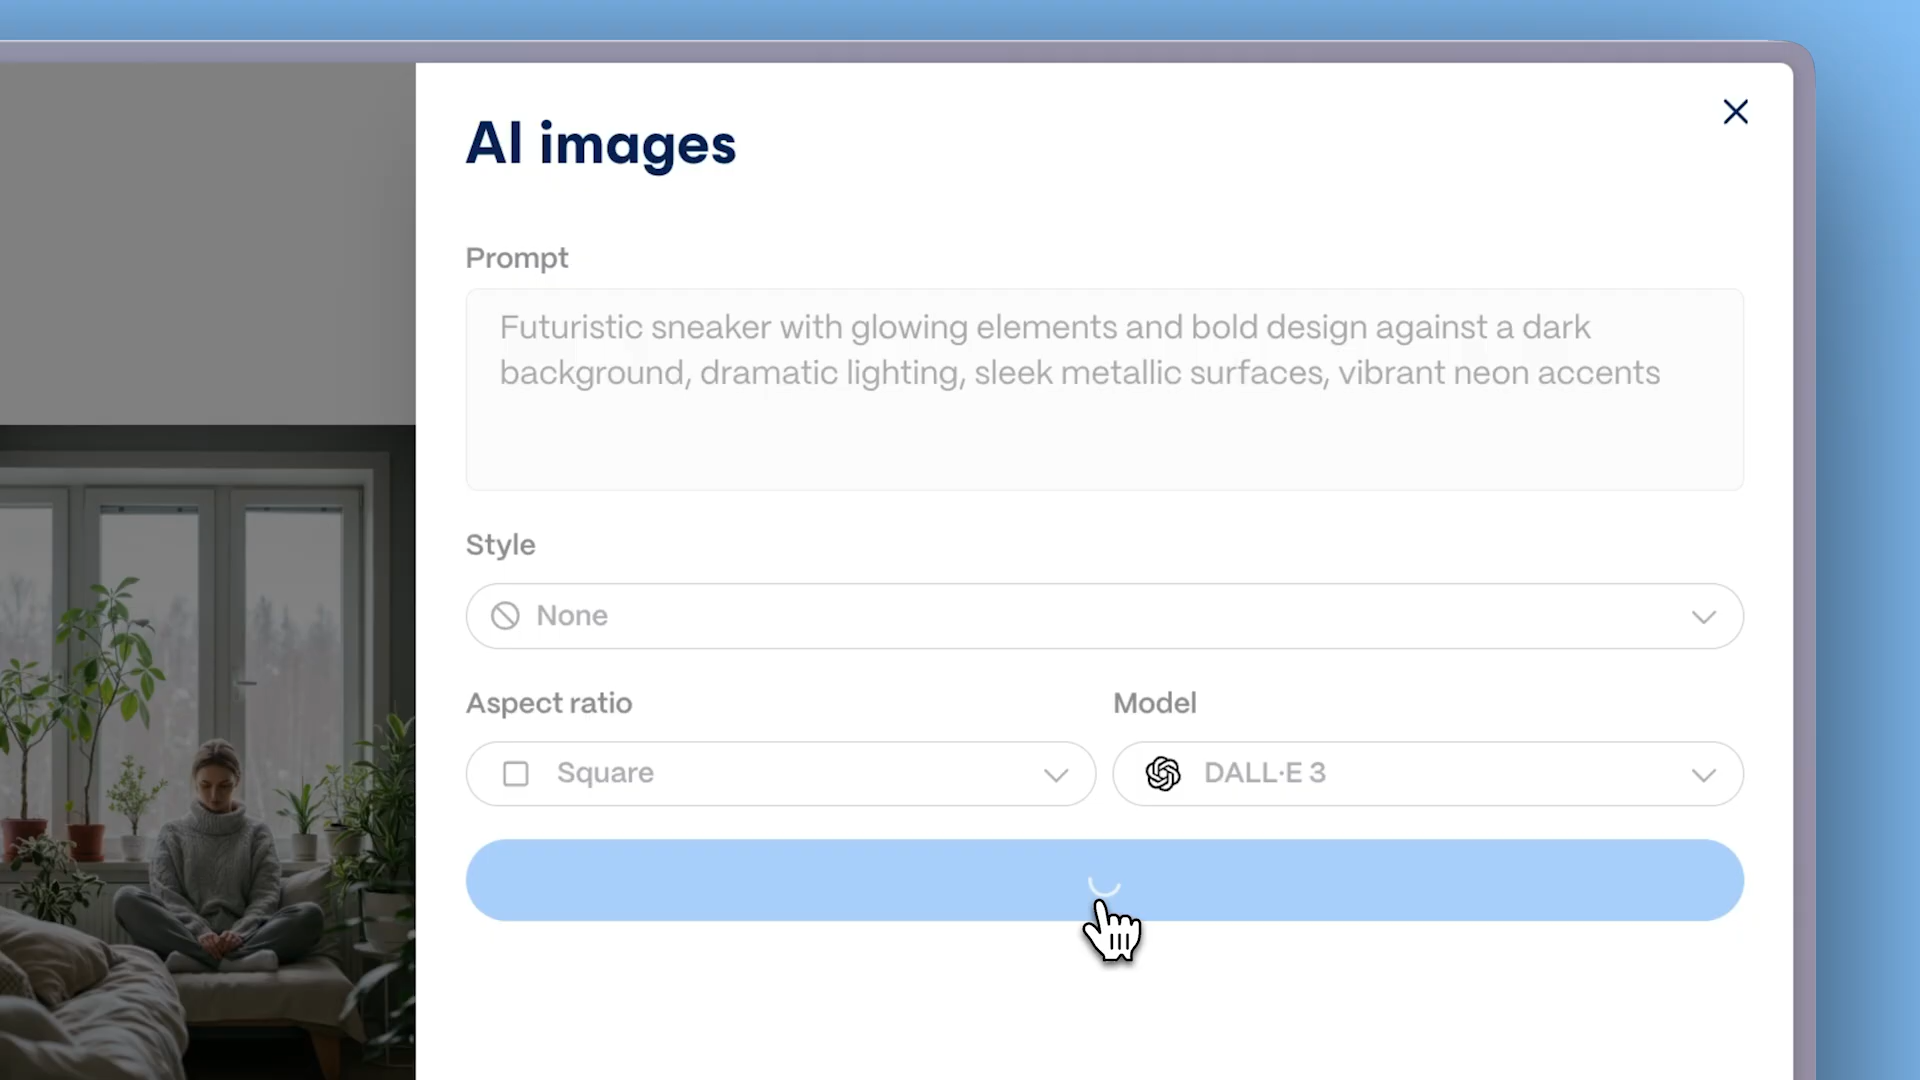 AI images
Prompt
Futuristic sneaker with glowing elements and bold design against a dark
background, dramatic lighting, sleek metallic surfaces, vibrant neon accents
Style
None
Aspect ratio
Model
Square
DALL·E 3